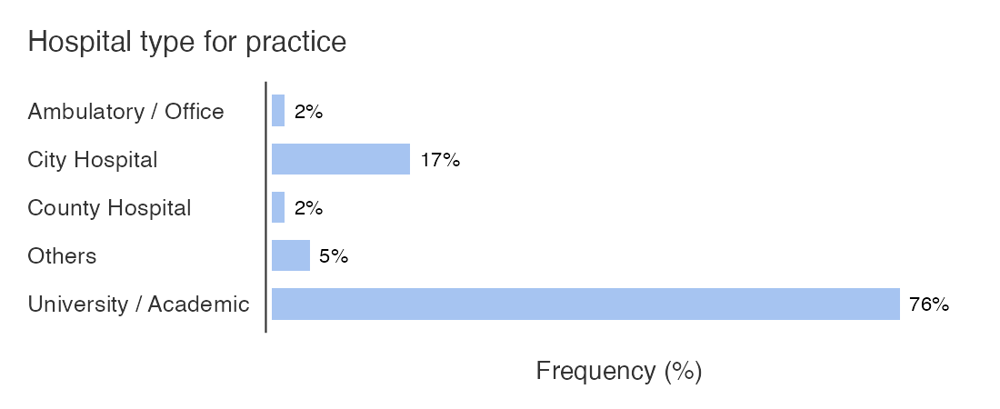 Hospital type for practice
Ambulatory / Office 2%
City Hospital 17%
County Hospital 2%
Others 5%
University / Academic 76%
Frequency (%)